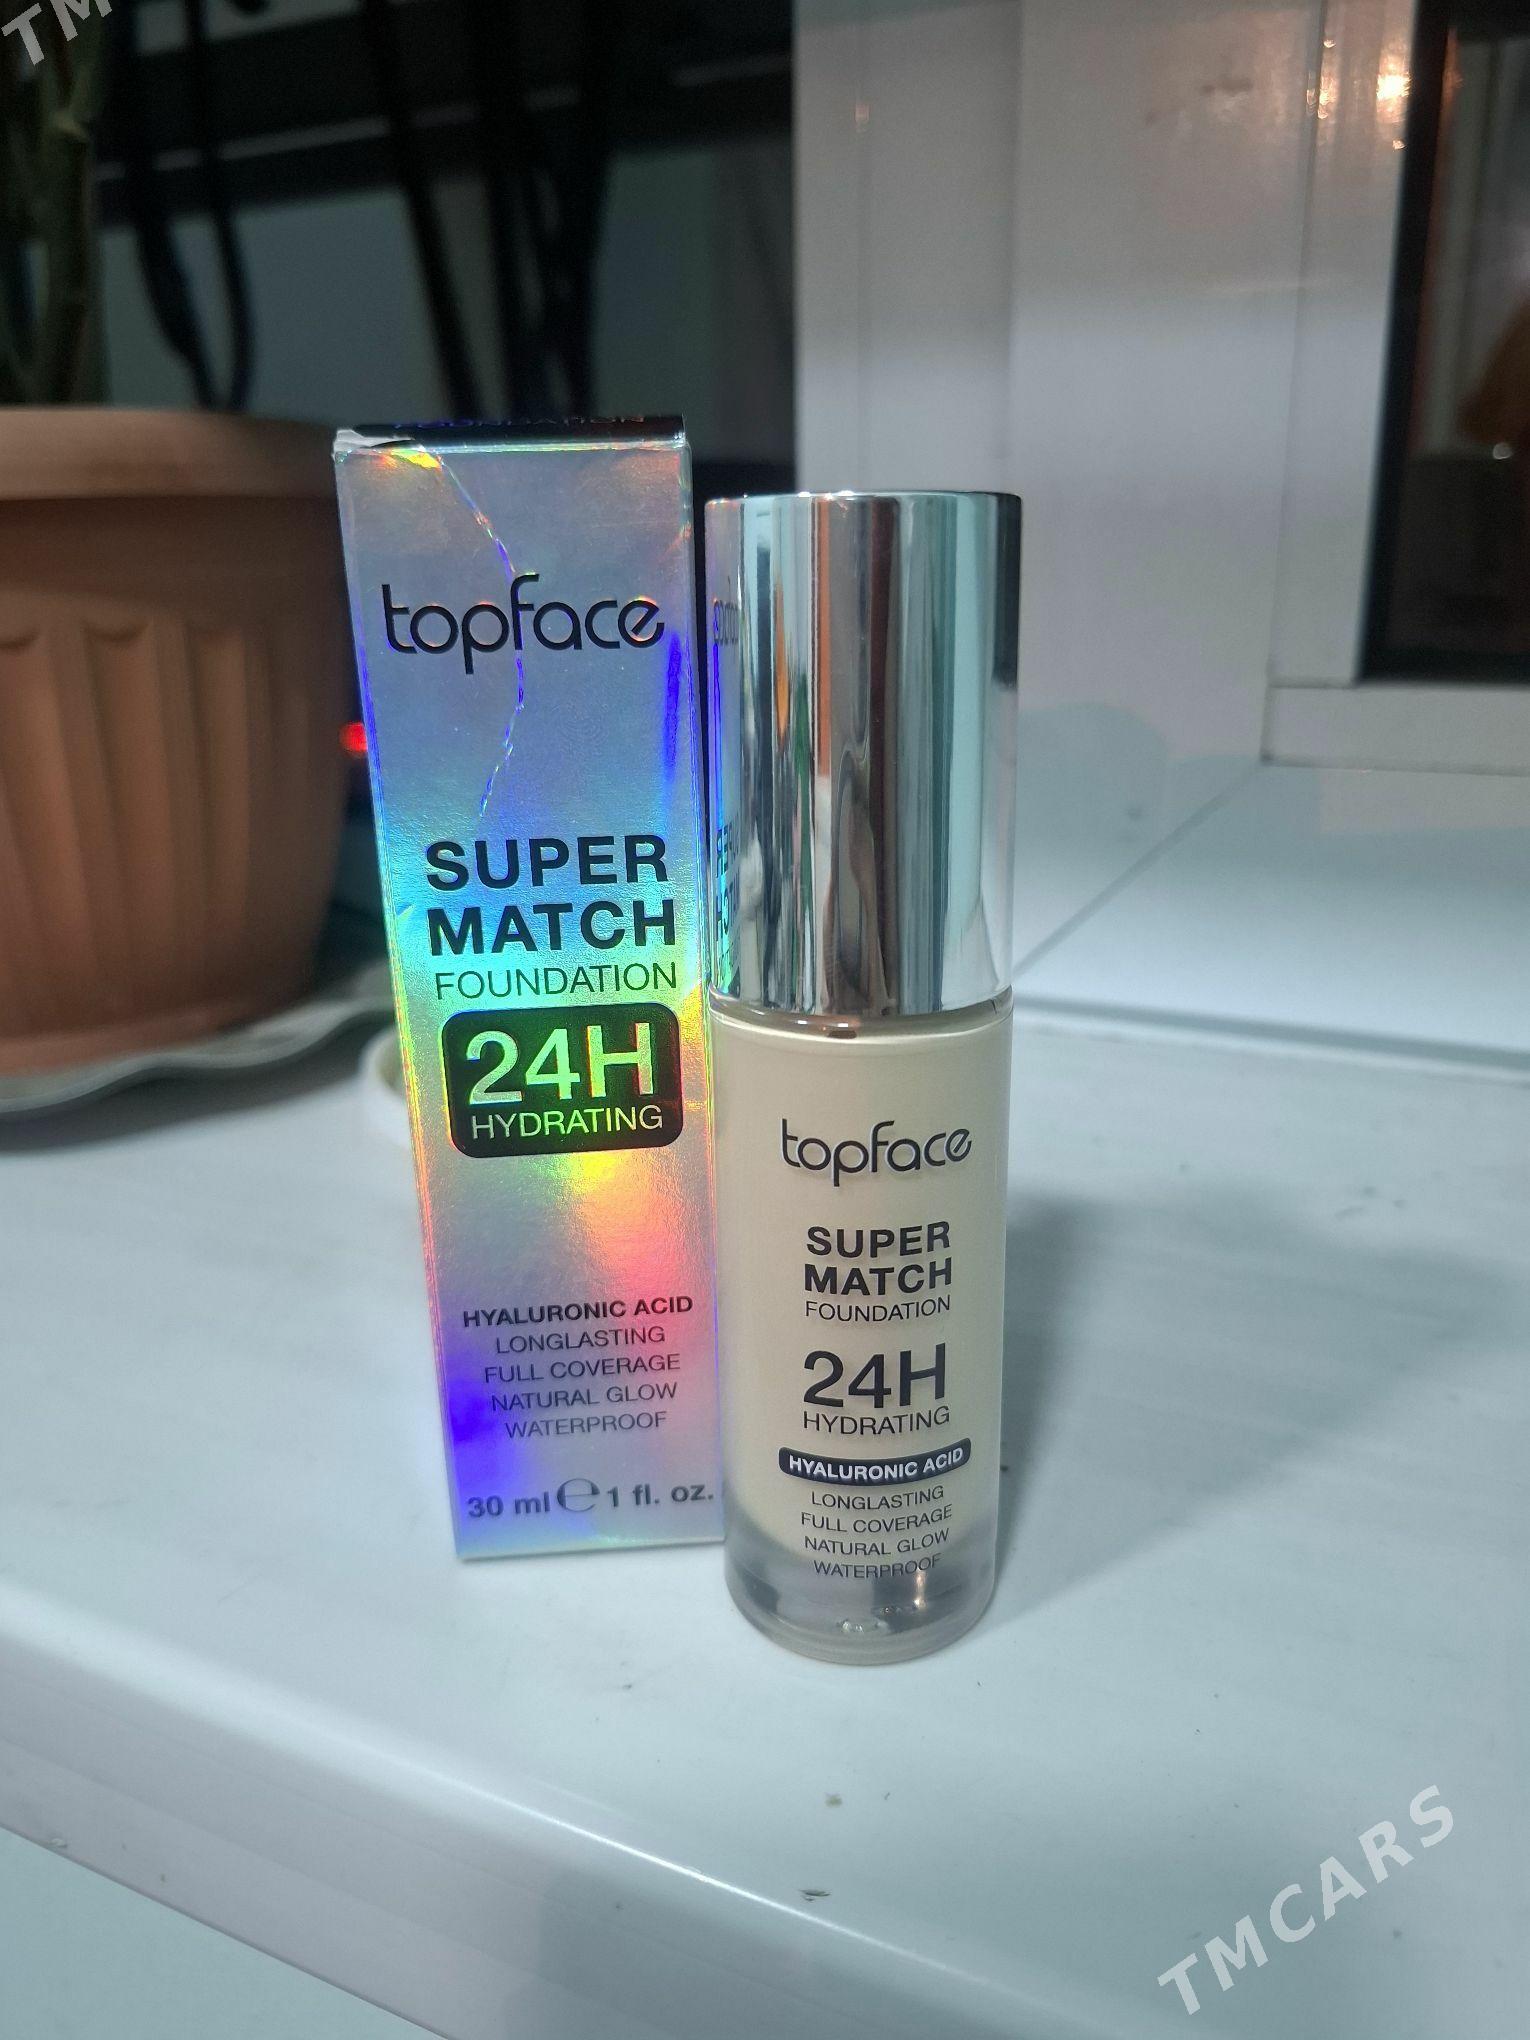 TM
FOUNDATION
topface
SUPER
MATCH
FOUNDATION
24H
HYDRATING
HYALURONIC ACID
LONGLASTING
FULL COVERAGE
NATURAL GLOW
WATERPROOF
30 ml e 1 fl. oz.
topface
SUPER
MATCH
FOUNDATION
24H
HYDRATING
HYALURONIC ACID
LONGLASTING
FULL COVERAGE
NATURAL GLOW
WATERPROOF
TMCARS